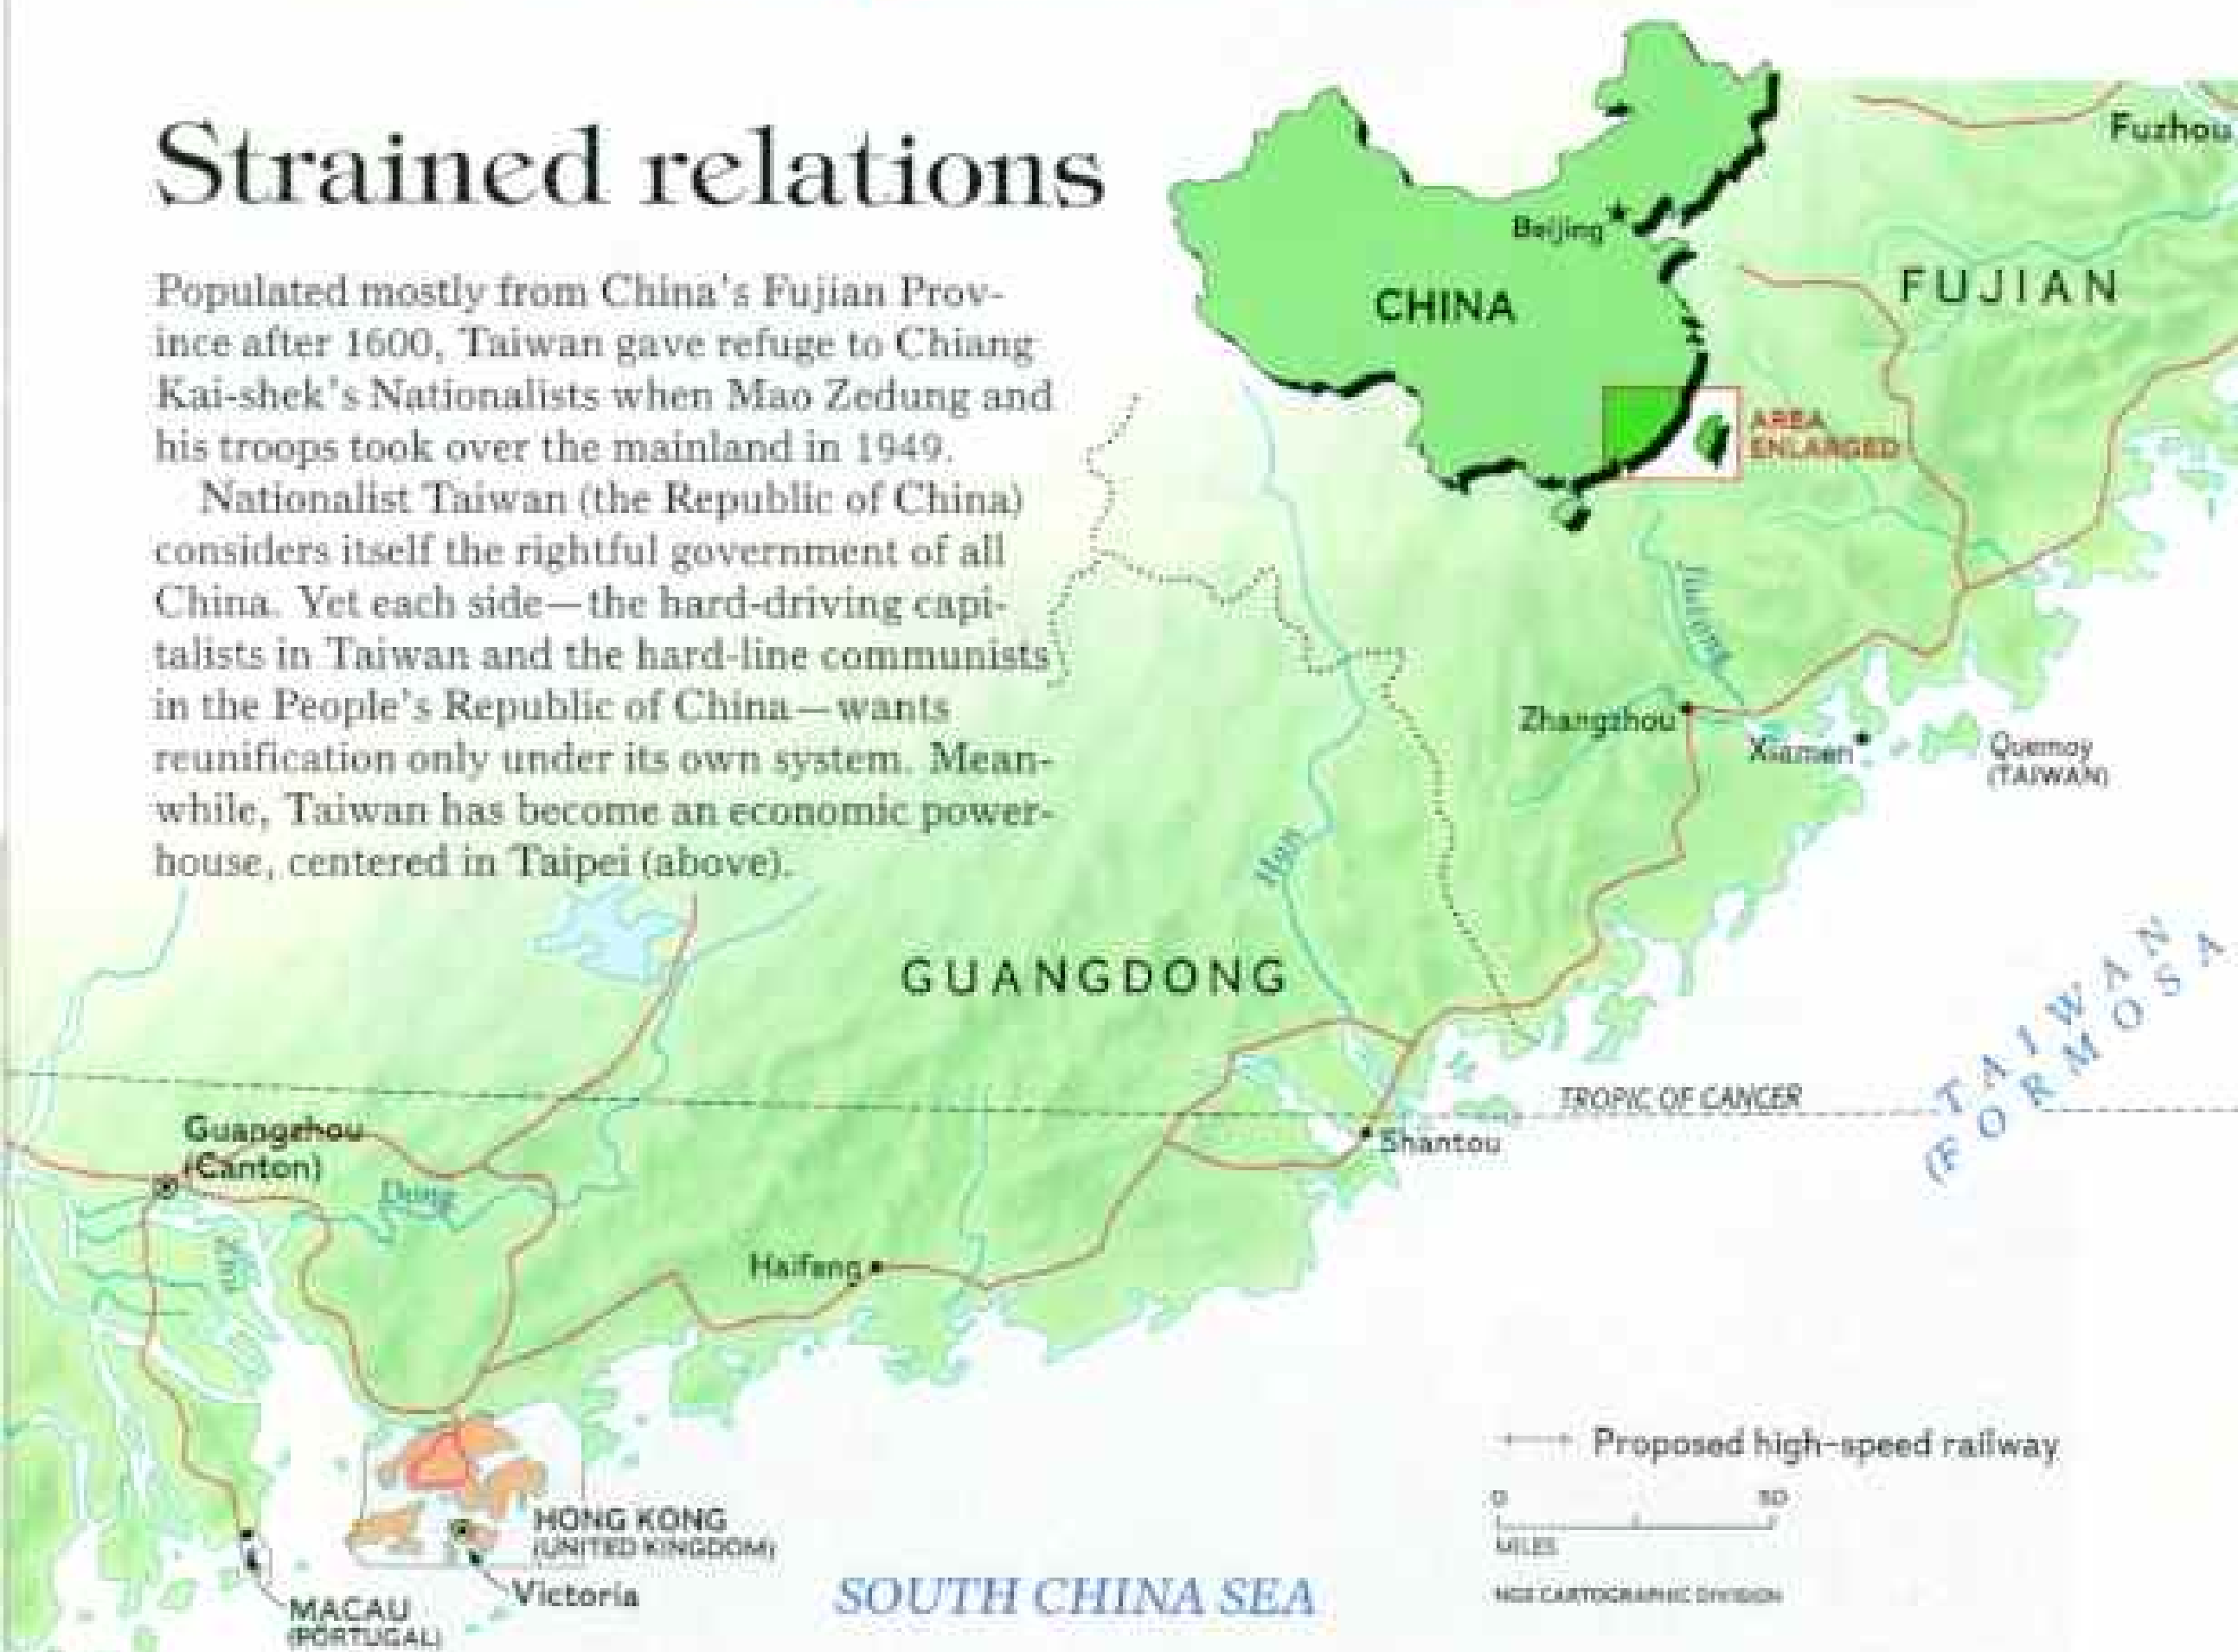 Strained relations
Populated mostly from China's Fujian Prov-
ince after 1600, Taiwan gave refuge to Chiang
Kai-shek's Nationalists when Mao Zedung and
his troops took over the mainland in 1949.
Nationalist Taiwan (the Republic of China)
considers itself the rightful government of all
China. Yet each side—the hard-driving capi-
talists in Taiwan and the hard-line communists
in the People's Republic of China—wants
reunification only under its own system. Mean-
while, Taiwan has become an economic power-
house, centered in Taipei (above).
Beijing
CHINA
AREA
ENLARGED
Fuzhou
FUJIAN
Zhangzhou
Xiamen
Quemoy
(TAIWAN)
Han
GUANGDONG
TAIWAN
(FORMOSA
TROPIC OF CANCER
Shantou
Guangzhou
(Canton)
Dong
Haifeng
HONG KONG
(UNITED KINGDOM)
Victoria
MACAU
(PORTUGAL)
SOUTH CHINA SEA
Proposed high-speed railway
0 50
MILES
NGS CARTOGRAPHIC DIVISION